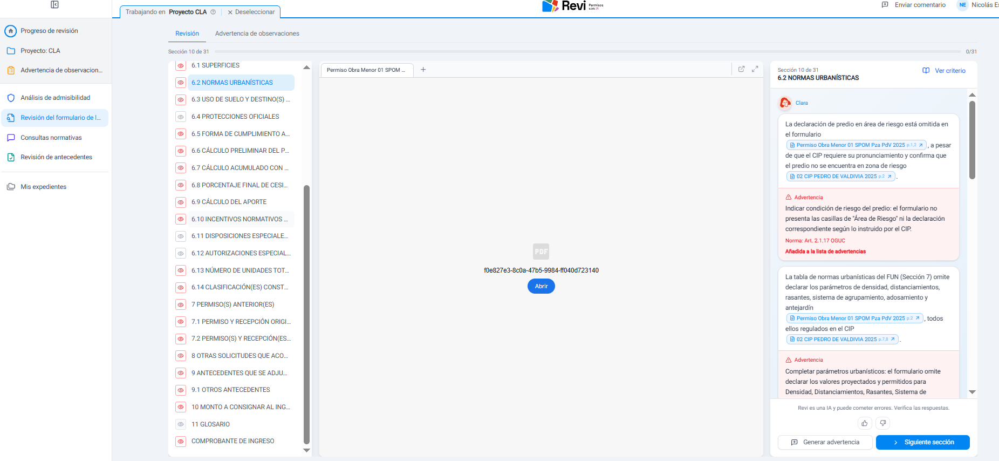 Trabajando en Proyecto CLA
Deseleccionar
Revi Permisos con IA
Enviar comentario
NE Nicolás Es
Progreso de revisión
Proyecto: CLA
Advertencia de observacion...
Análisis de admisibilidad
Revisión del formulario de l...
Consultas normativas
Revisión de antecedentes
Mis expedientes
Revisión
Advertencia de observaciones
Sección 10 de 31
0/31
6.1 SUPERFICIES
6.2 NORMAS URBANÍSTICAS
6.3 USO DE SUELO Y DESTINO(S) ...
6.4 PROTECCIONES OFICIALES
6.5 FORMA DE CUMPLIMIENTO A...
6.6 CÁLCULO PRELIMINAR DEL P...
6.7 CÁLCULO ACUMULADO CON ...
6.8 PORCENTAJE FINAL DE CESI...
6.9 CÁLCULO DEL APORTE
6.10 INCENTIVOS NORMATIVOS ...
6.11 DISPOSICIONES ESPECIALE...
6.12 AUTORIZACIONES ESPECIAL...
6.13 NÚMERO DE UNIDADES TOT...
6.14 CLASIFICACIÓN(ES) CONST...
7 PERMISO(S) ANTERIOR(ES)
7.1 PERMISO Y RECEPCIÓN ORIGI...
7.2 PERMISO(S) Y RECEPCIÓN(ES...
8 OTRAS SOLICITUDES QUE ACO...
9 ANTECEDENTES QUE SE ADJU...
9.1 OTROS ANTECEDENTES
10 MONTO A CONSIGNAR AL ING...
11 GLOSARIO
COMPROBANTE DE INGRESO
Permiso Obra Menor 01 SPOM ...
PDF
f0e827e3-8c0a-47b5-9984-ff040d723140
Abrir
Sección 10 de 31
6.2 NORMAS URBANÍSTICAS
Ver criterio
Clara
La declaración de predio en área de riesgo está omitida en
el formulario
Permiso Obra Menor 01 SPOM Pza PdV 2025 p.1,2 , a pesar
de que el CIP requiere su pronunciamiento y confirma que
el predio no se encuentra en zona de riesgo
02 CIP PEDRO DE VALDIVIA 2025 p.2 .
Advertencia
Indicar condición de riesgo del predio: el formulario no
presenta las casillas de "Área de Riesgo" ni la declaración
correspondiente según lo instruido por el CIP.
Norma: Art. 2.1.17 OGUC
Añadida a la lista de advertencias
La tabla de normas urbanísticas del FUN (Sección 7) omite
declarar los parámetros de densidad, distanciamientos,
rasantes, sistema de agrupamiento, adosamiento y
antejardín
Permiso Obra Menor 01 SPOM Pza PdV 2025 p.2 , todos
ellos regulados en el CIP
02 CIP PEDRO DE VALDIVIA 2025 p.7,8 .
Advertencia
Completar parámetros urbanísticos: el formulario omite
declarar los valores proyectados y permitidos para
Densidad, Distanciamientos, Rasantes, Sistema de
Revi es una IA y puede cometer errores. Verifica las respuestas.
Generar advertencia
Siguiente sección